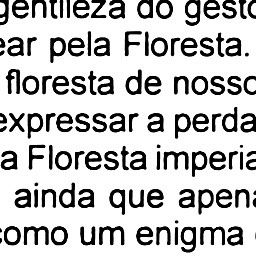 gentileza do gesto
ear pela Floresta.
floresta de nosso
expressar a perda
a Floresta imperia
ainda que apena
como um enigma